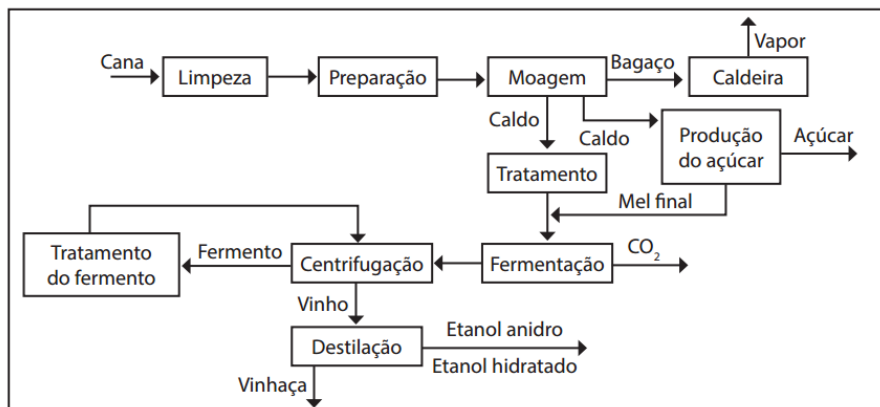 Vapor
Cana
Limpeza
Preparação
Moagem
Bagaço
Caldeira
Caldo
Caldo
Produção
do açúcar
Açúcar
Tratamento
Mel final
Tratamento
do fermento
Fermento
Centrifugação
Fermentação
CO₂
Vinho
Destilação
Etanol anidro
Etanol hidratado
Vinhaça